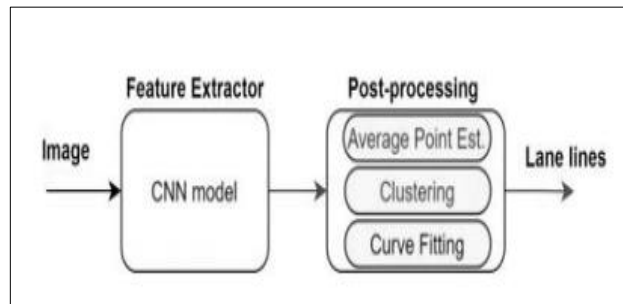 Feature Extractor
Post-processing
Image
CNN model
Average Point Est.
Clustering
Curve Fitting
Lane lines